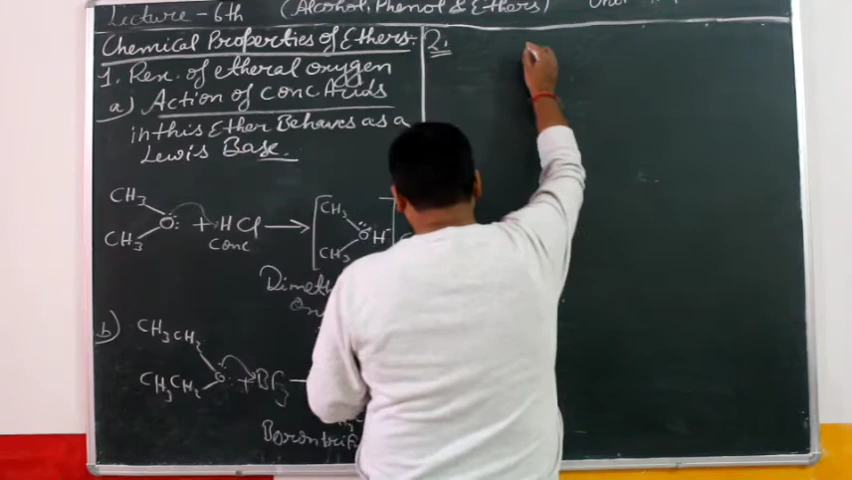 Lecture - 6th (Alcohol, Phenol & Ethers)
Chemical Properties of Ethers:-
1. Rxn. of etheral oxygen
a) Action of conc Acids
in this Ether Behaves as a
Lewis Base.
CH3
CH3
O + HCl →
Conc
[CH3
CH3
O H
b) CH3CH2
CH3CH2
O + BF3 —
2.